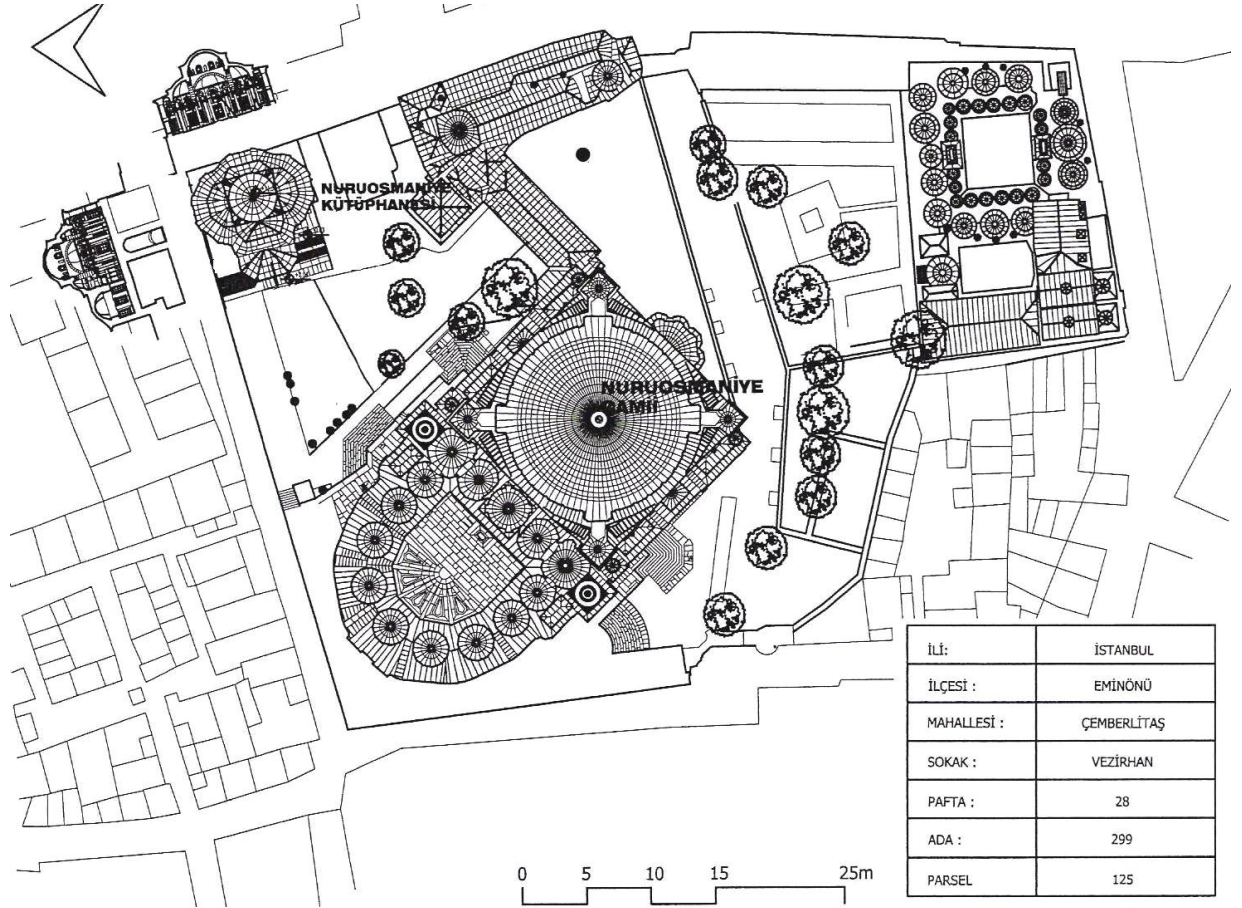 NURUOSMANİYE
KÜTÜPHANESİ
NURUOSMANİYE
CAMİİ
İLİ: İSTANBUL
İLÇESİ : EMİNÖNÜ
MAHALLESİ : ÇEMBERLİTAŞ
SOKAK : VEZİRHAN
PAFTA : 28
ADA : 299
PARSEL 125
0 5 10 15 25m